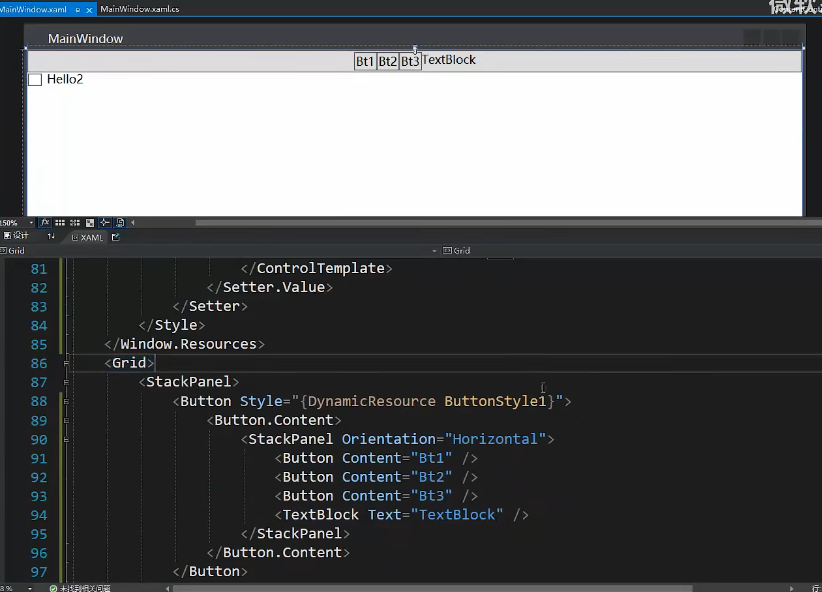 MainWindow.xaml MainWindow.xaml.cs
MainWindow
Bt1 Bt2 Bt3 TextBlock
Hello2
150%
设计 XAML
Grid Grid
81 </ControlTemplate>
82 </Setter.Value>
83 </Setter>
84 </Style>
85 </Window.Resources>
86 <Grid>
87 <StackPanel>
88 <Button Style="{DynamicResource ButtonStyle1}">
89 <Button.Content>
90 <StackPanel Orientation="Horizontal">
91 <Button Content="Bt1" />
92 <Button Content="Bt2" />
93 <Button Content="Bt3" />
94 <TextBlock Text="TextBlock" />
95 </StackPanel>
96 </Button.Content>
97 </Button>
未找到相关问题